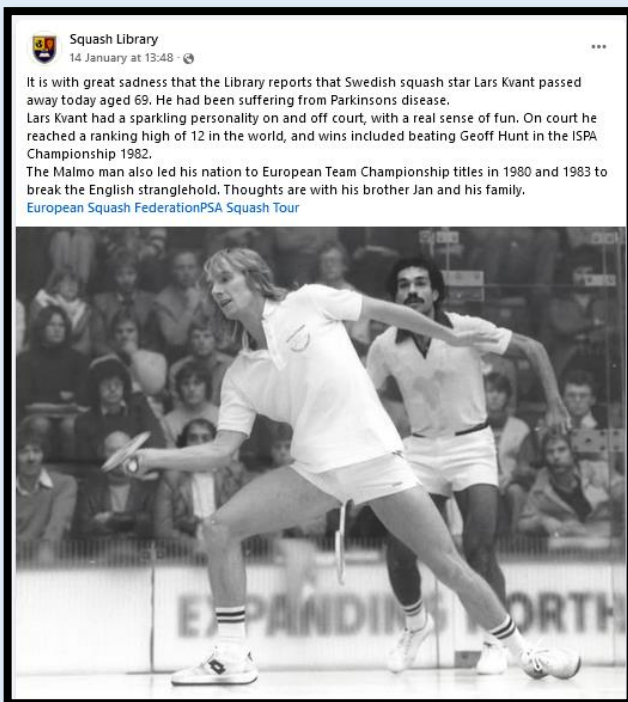 Squash Library
14 January at 13:48 ·
It is with great sadness that the Library reports that Swedish squash star Lars Kvant passed
away today aged 69. He had been suffering from Parkinsons disease.
Lars Kvant had a sparkling personality on and off court, with a real sense of fun. On court he
reached a ranking high of 12 in the world, and wins included beating Geoff Hunt in the ISPA
Championship 1982.
The Malmo man also led his nation to European Team Championship titles in 1980 and 1983 to
break the English stranglehold. Thoughts are with his brother Jan and his family.
European Squash FederationPSA Squash Tour
EXPANDING NORTH